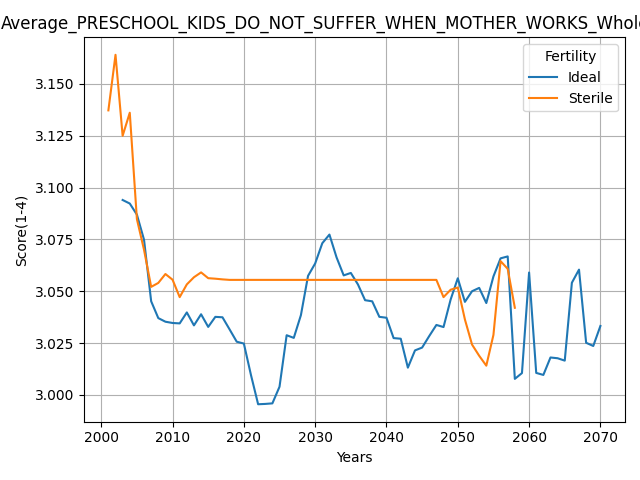 Average_PRESCHOOL_KIDS_DO_NOT_SUFFER_WHEN_MOTHER_WORKS_Whol
Fertility
Ideal
Sterile
3.150
3.125
3.100
3.075
3.050
3.025
3.000
Score(1-4)
2000 2010 2020 2030 2040 2050 2060 2070
Years